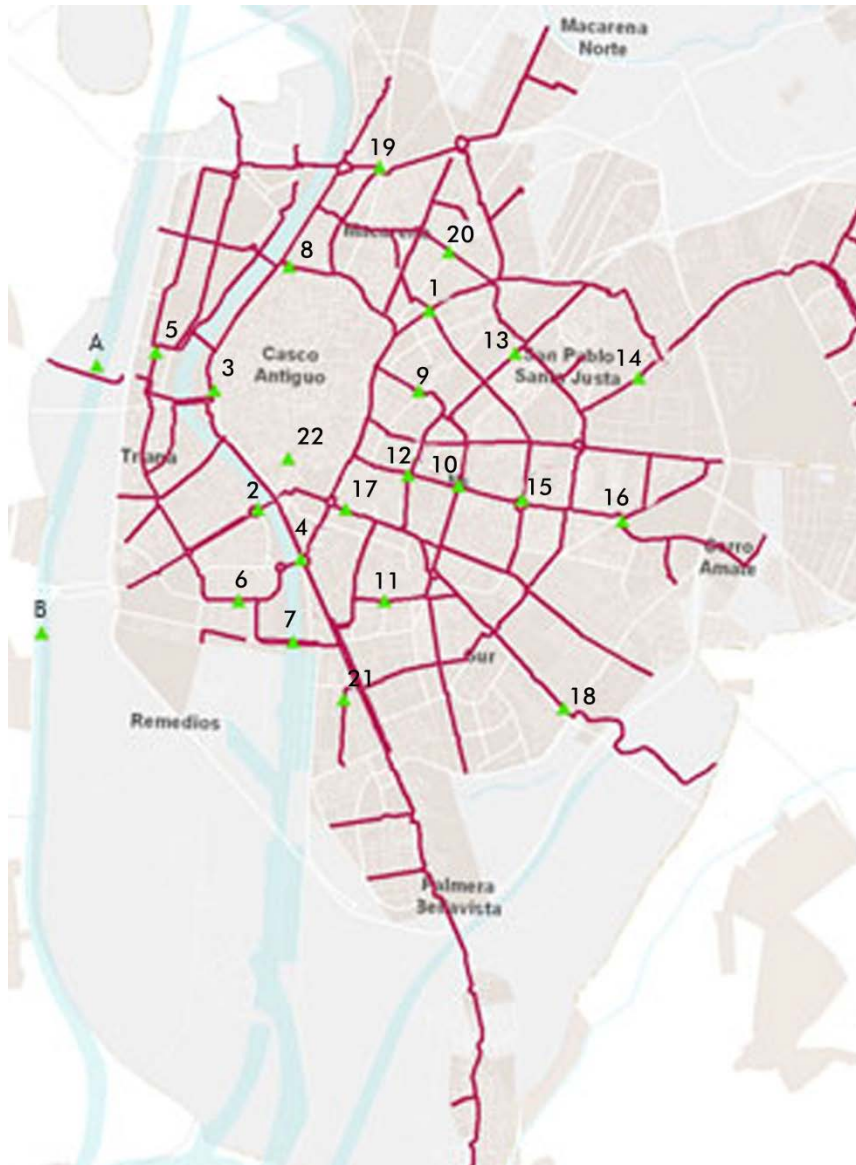 Macarena
Norte
19
Macarena
20
8
1
5
A
Casco
Antiguo
13
San Pablo
Santa Justa
14
3
9
22
Triana
12
10
15
2
17
16
4
Cerro
Amate
B
6
11
7
Sur
21
18
Remedios
Palmera
Bellavista